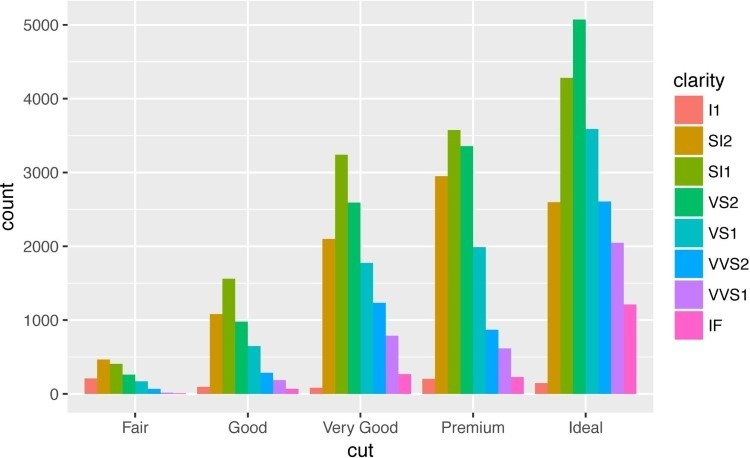 5000
4000
3000
2000
1000
0
count
Fair Good Very Good Premium Ideal
cut
clarity
I1
SI2
SI1
VS2
VS1
VVS2
VVS1
IF